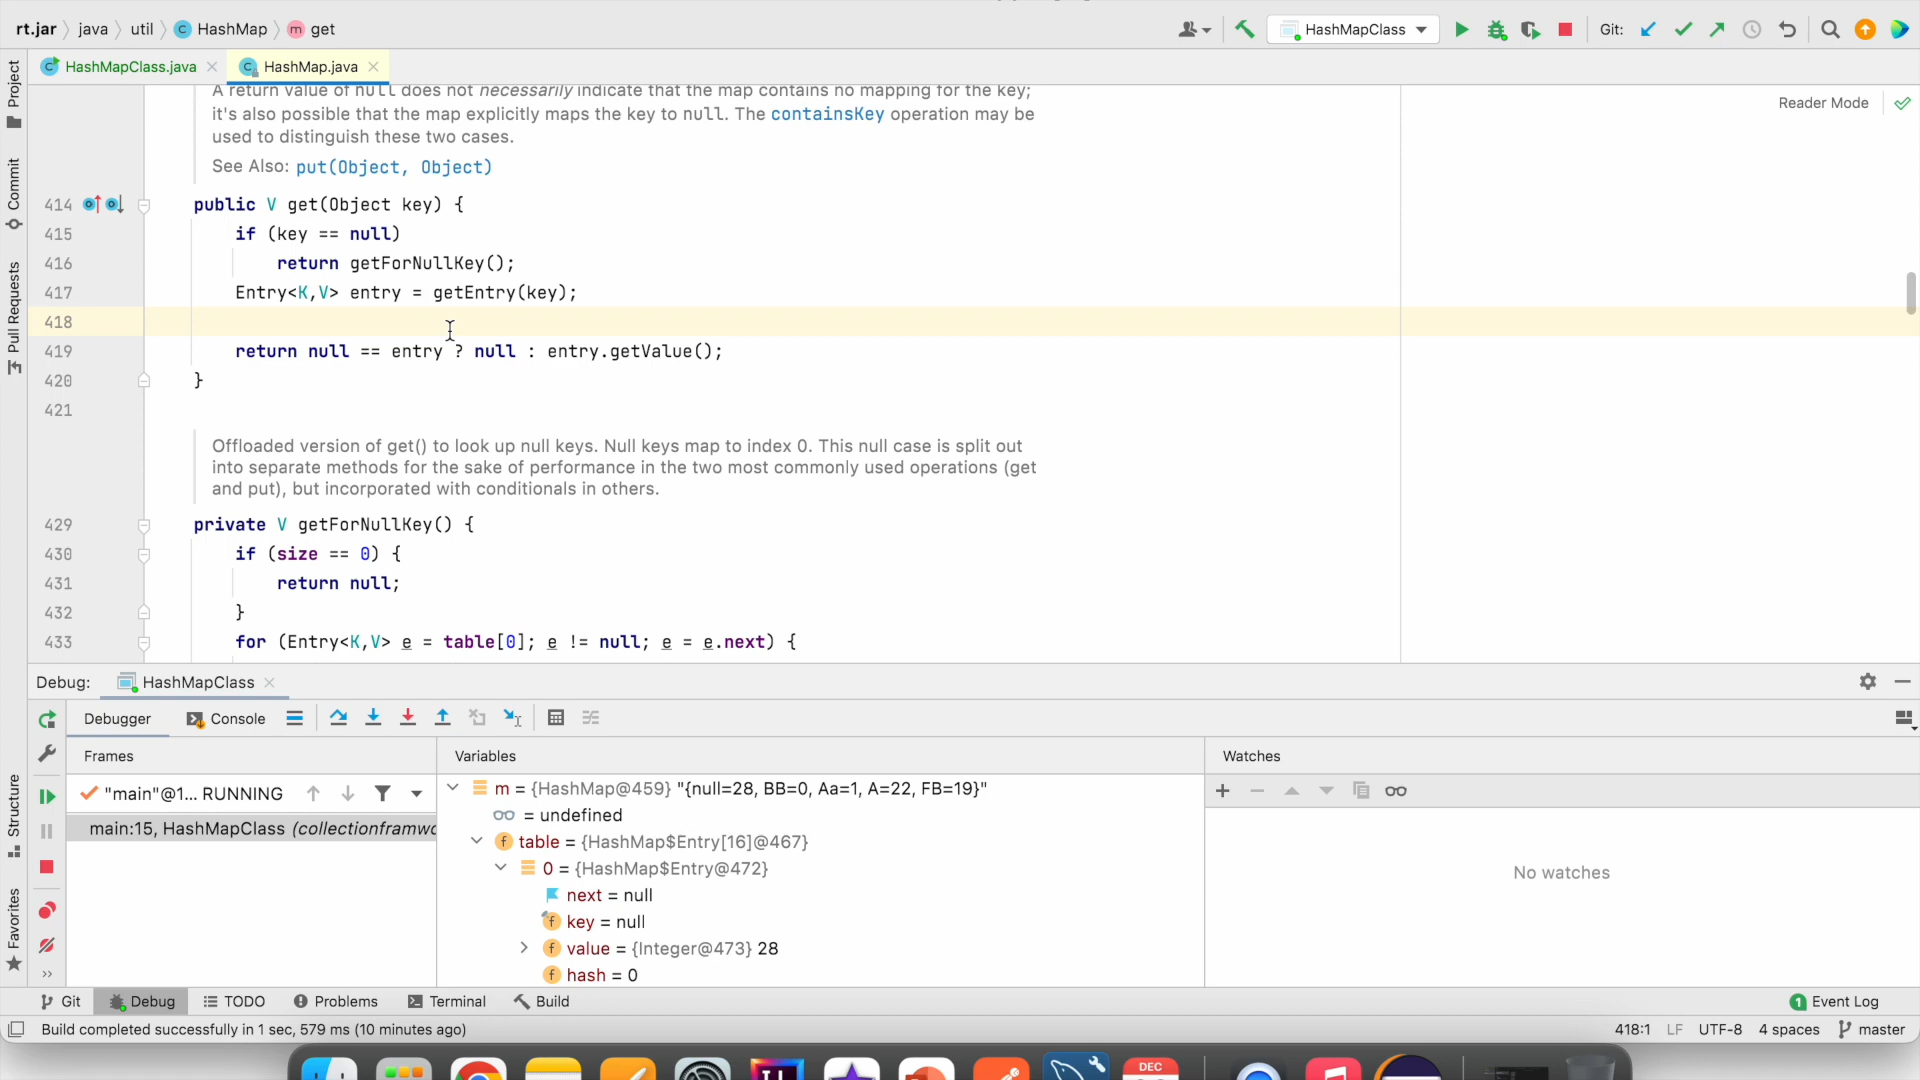 rt.jar java util HashMap get HashMapClass Git:
HashMapClass.java HashMap.java
Project
Commit
Pull Requests
Structure
Favorites
Reader Mode
A return value of null does not necessarily indicate that the map contains no mapping for the key;
it's also possible that the map explicitly maps the key to null. The containsKey operation may be
used to distinguish these two cases.
See Also: put(Object, Object)
414 public V get(Object key) {
415 if (key == null)
416 return getForNullKey();
417 Entry<K,V> entry = getEntry(key);
418
419 return null == entry ? null : entry.getValue();
420 }
421
Offloaded version of get() to look up null keys. Null keys map to index 0. This null case is split out
into separate methods for the sake of performance in the two most commonly used operations (get
and put), but incorporated with conditionals in others.
429 private V getForNullKey() {
430 if (size == 0) {
431 return null;
432 }
433 for (Entry<K,V> e = table[0]; e != null; e = e.next) {
Debug: HashMapClass
Debugger Console
Frames Variables Watches
"main"@1... RUNNING
main:15, HashMapClass (collectionframwo
m = {HashMap@459} "{null=28, BB=0, Aa=1, A=22, FB=19}"
= undefined
table = {HashMap$Entry[16]@467}
0 = {HashMap$Entry@472}
next = null
key = null
value = {Integer@473} 28
hash = 0
No watches
Git Debug TODO Problems Terminal Build 1 Event Log
Build completed successfully in 1 sec, 579 ms (10 minutes ago) 418:1 LF UTF-8 4 spaces master
DEC